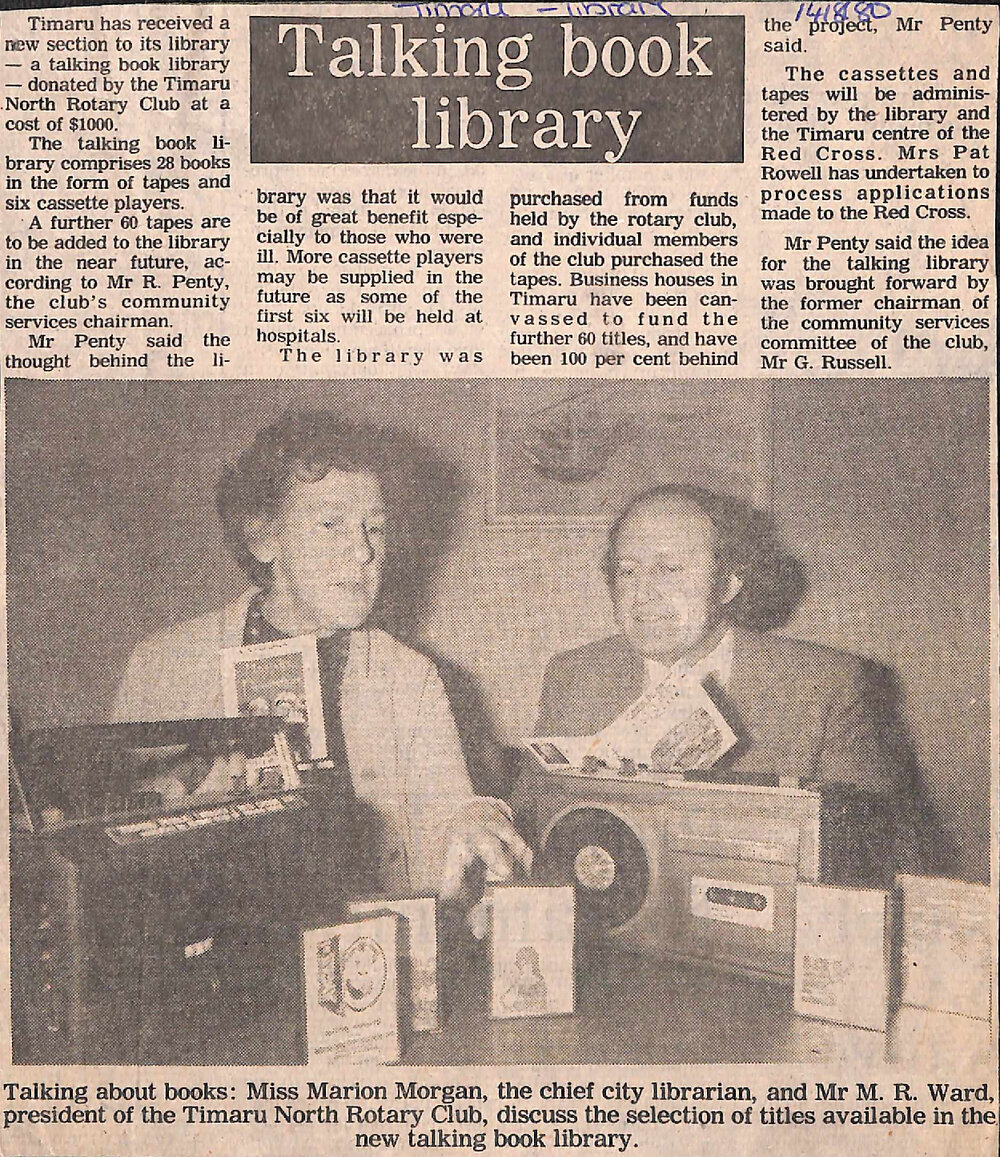 Timaru - library
14/8/80
Talking book
library
Timaru has received a
new section to its library
— a talking book library
— donated by the Timaru
North Rotary Club at a
cost of $1000.
The talking book li-
brary comprises 28 books
in the form of tapes and
six cassette players.
A further 60 tapes are
to be added to the library
in the near future, ac-
cording to Mr R. Penty,
the club's community
services chairman.
Mr Penty said the
thought behind the li-
brary was that it would
be of great benefit espe-
cially to those who were
ill. More cassette players
may be supplied in the
future as some of the
first six will be held at
hospitals.
The library was
purchased from funds
held by the rotary club,
and individual members
of the club purchased the
tapes. Business houses in
Timaru have been can-
vassed to fund the
further 60 titles, and have
been 100 per cent behind
the project, Mr Penty
said.
The cassettes and
tapes will be adminis-
tered by the library and
the Timaru centre of the
Red Cross. Mrs Pat
Rowell has undertaken to
process applications
made to the Red Cross.
Mr Penty said the idea
for the talking library
was brought forward by
the former chairman of
the community services
committee of the club,
Mr G. Russell.
Talking about books: Miss Marion Morgan, the chief city librarian, and Mr M. R. Ward,
president of the Timaru North Rotary Club, discuss the selection of titles available in the
new talking book library.